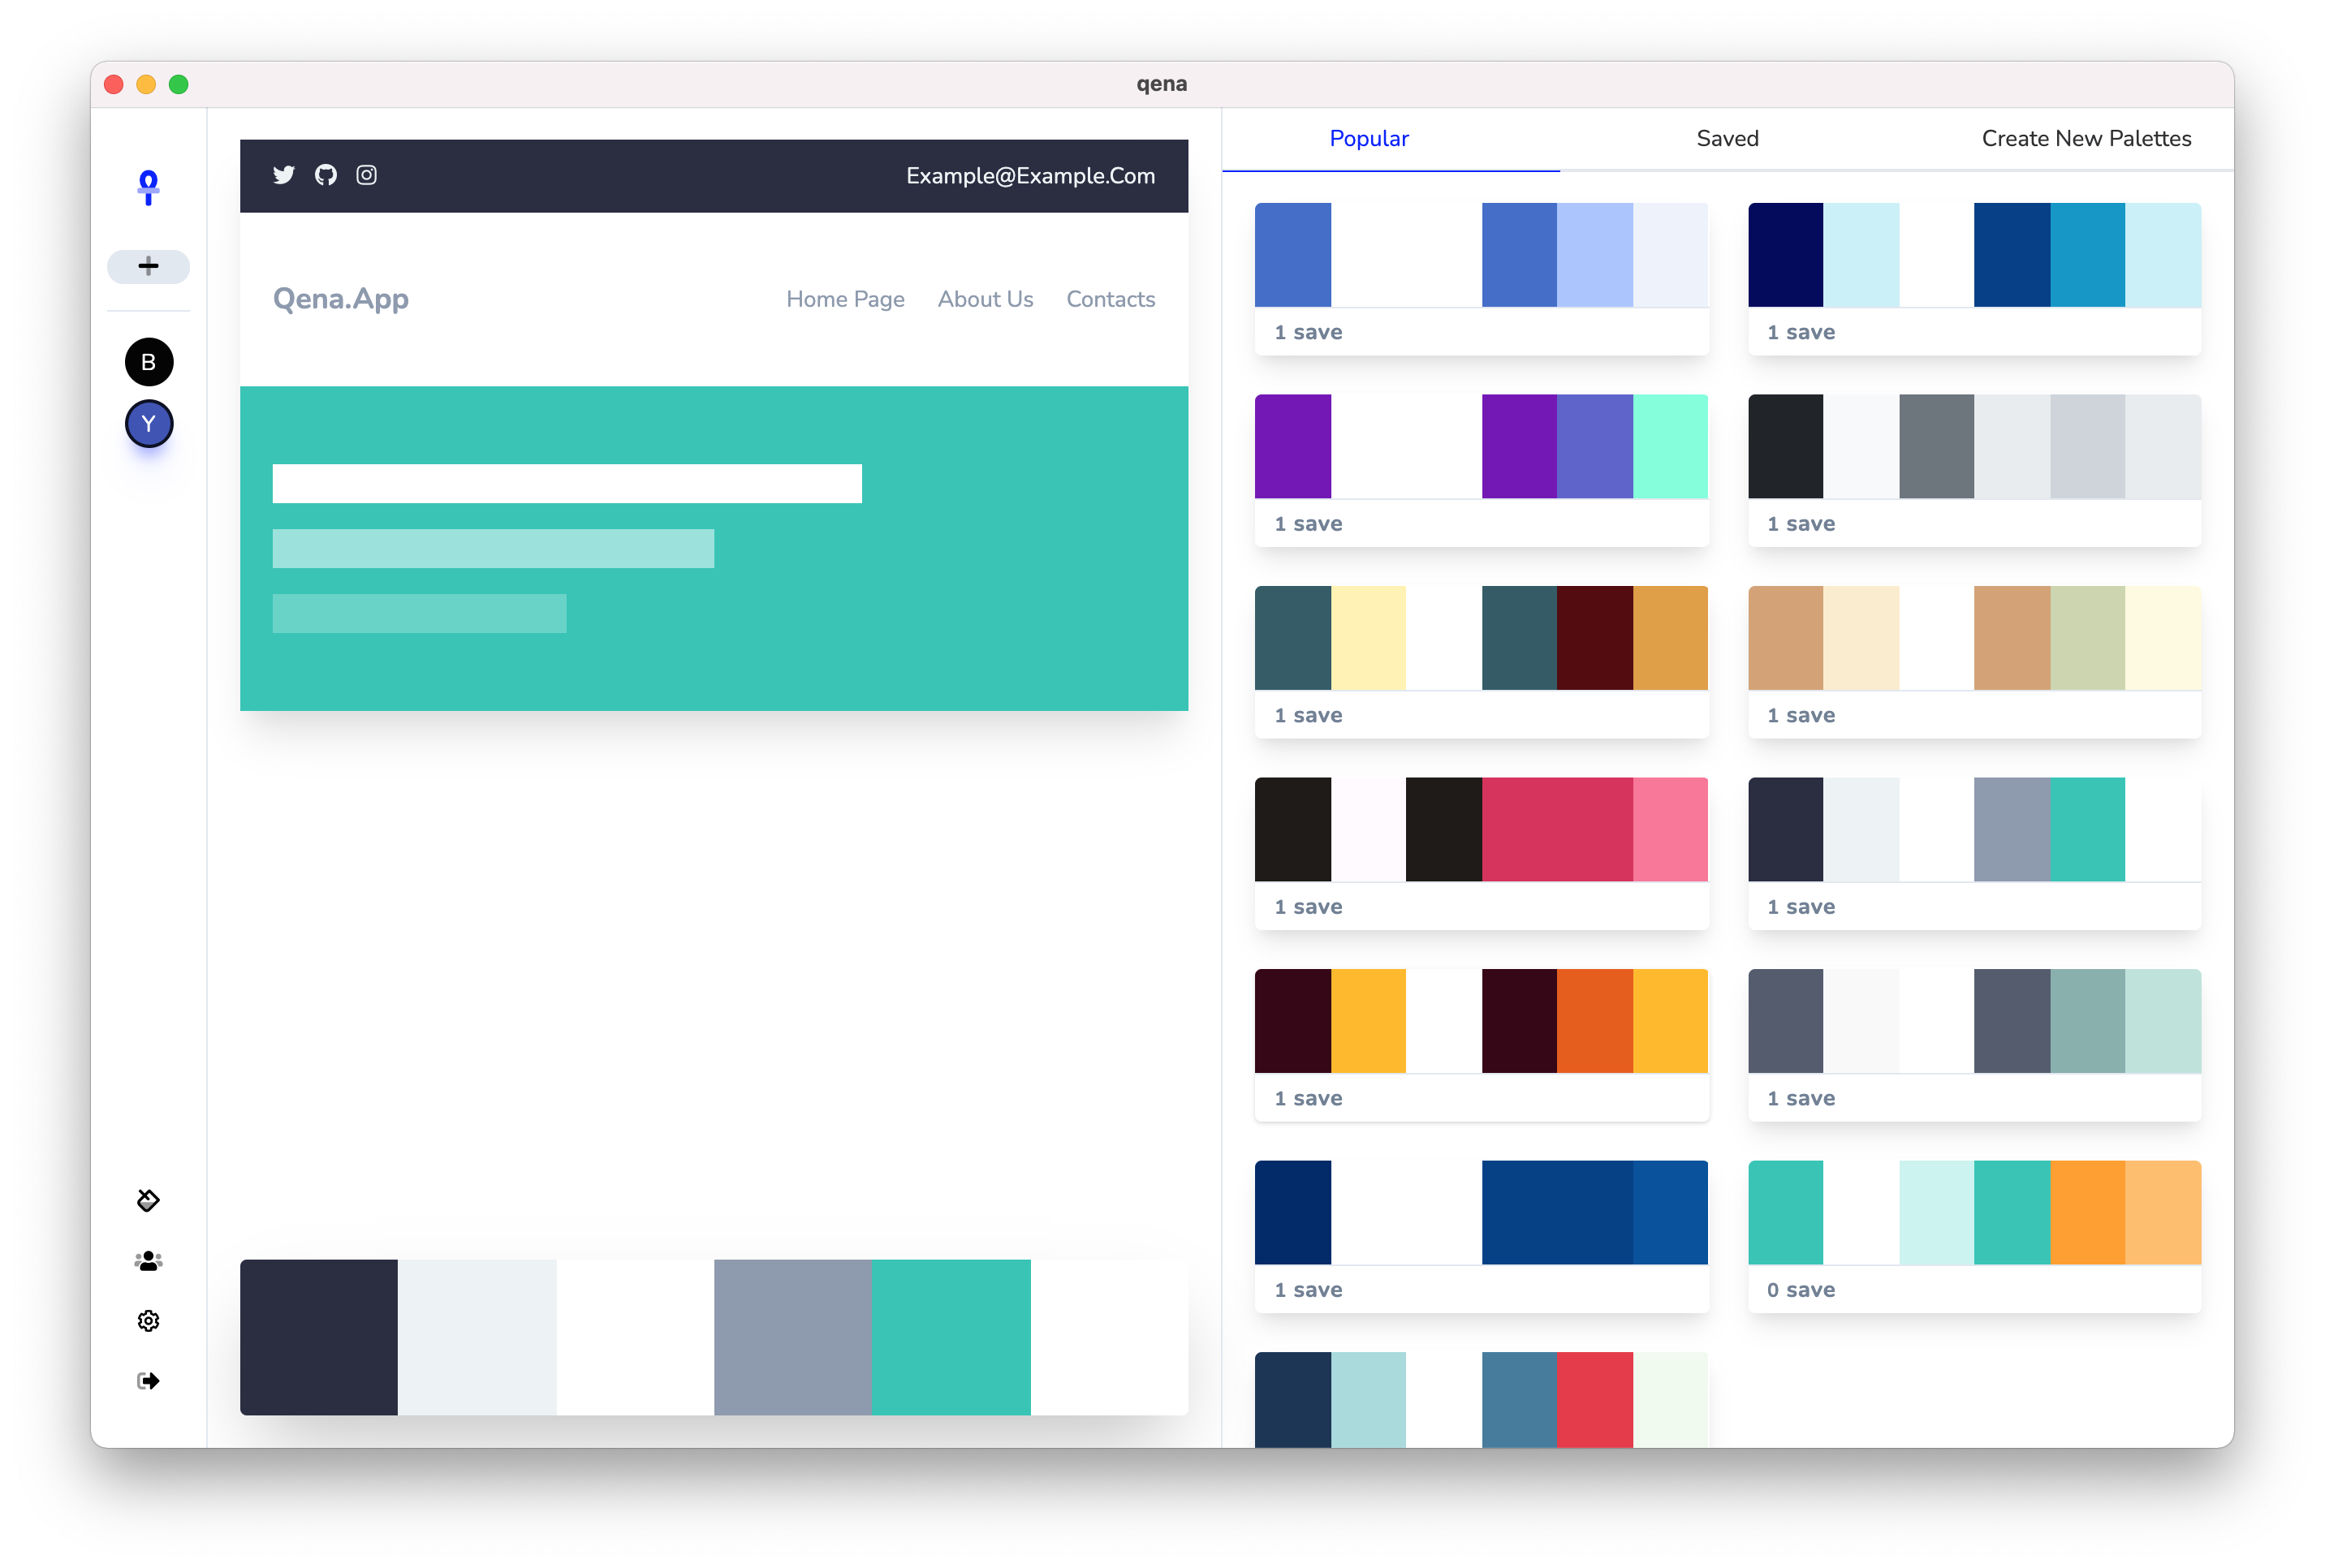 qena
B
Y
Example@Example.Com
Qena.App
Home Page About Us Contacts
Popular Saved Create New Palettes
1 save 1 save
1 save 1 save
1 save 1 save
1 save 1 save
1 save 1 save
1 save 0 save